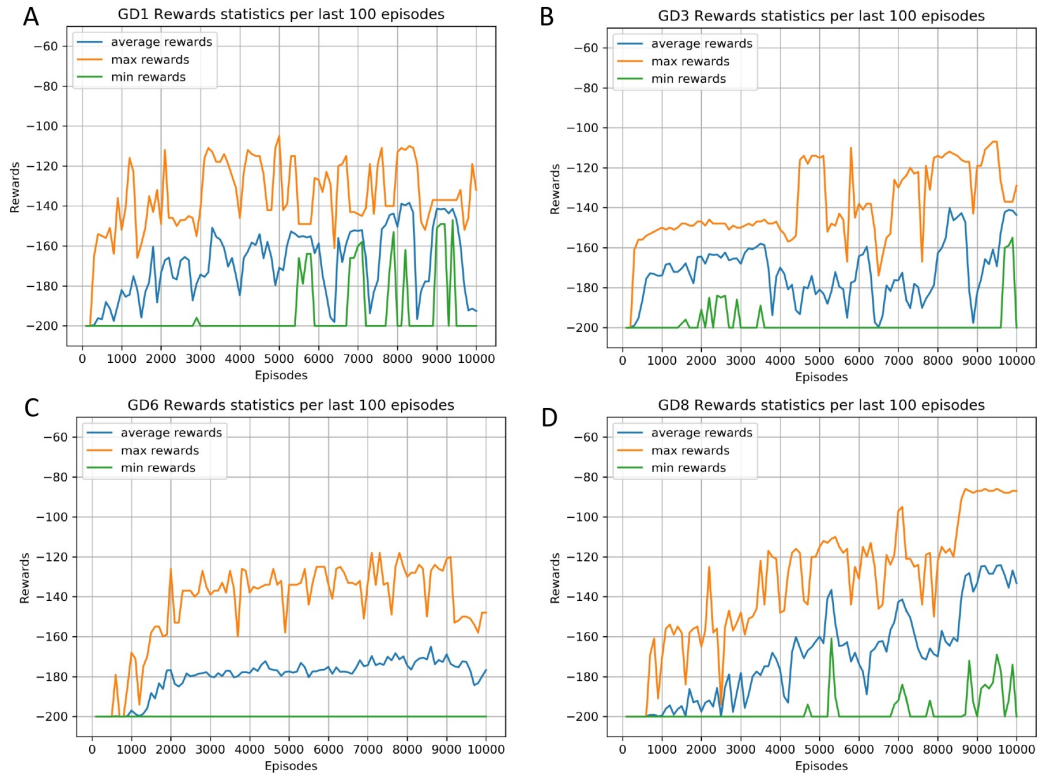 A
GD1 Rewards statistics per last 100 episodes
average rewards
max rewards
min rewards
−60
−80
−100
−120
−140
−160
−180
−200
Rewards
0 1000 2000 3000 4000 5000 6000 7000 8000 9000 10000
Episodes
B
GD3 Rewards statistics per last 100 episodes
average rewards
max rewards
min rewards
−60
−80
−100
−120
−140
−160
−180
−200
Rewards
0 1000 2000 3000 4000 5000 6000 7000 8000 9000 10000
Episodes
C
GD6 Rewards statistics per last 100 episodes
average rewards
max rewards
min rewards
−60
−80
−100
−120
−140
−160
−180
−200
Rewards
0 1000 2000 3000 4000 5000 6000 7000 8000 9000 10000
Episodes
D
GD8 Rewards statistics per last 100 episodes
average rewards
max rewards
min rewards
−60
−80
−100
−120
−140
−160
−180
−200
Rewards
0 1000 2000 3000 4000 5000 6000 7000 8000 9000 10000
Episodes